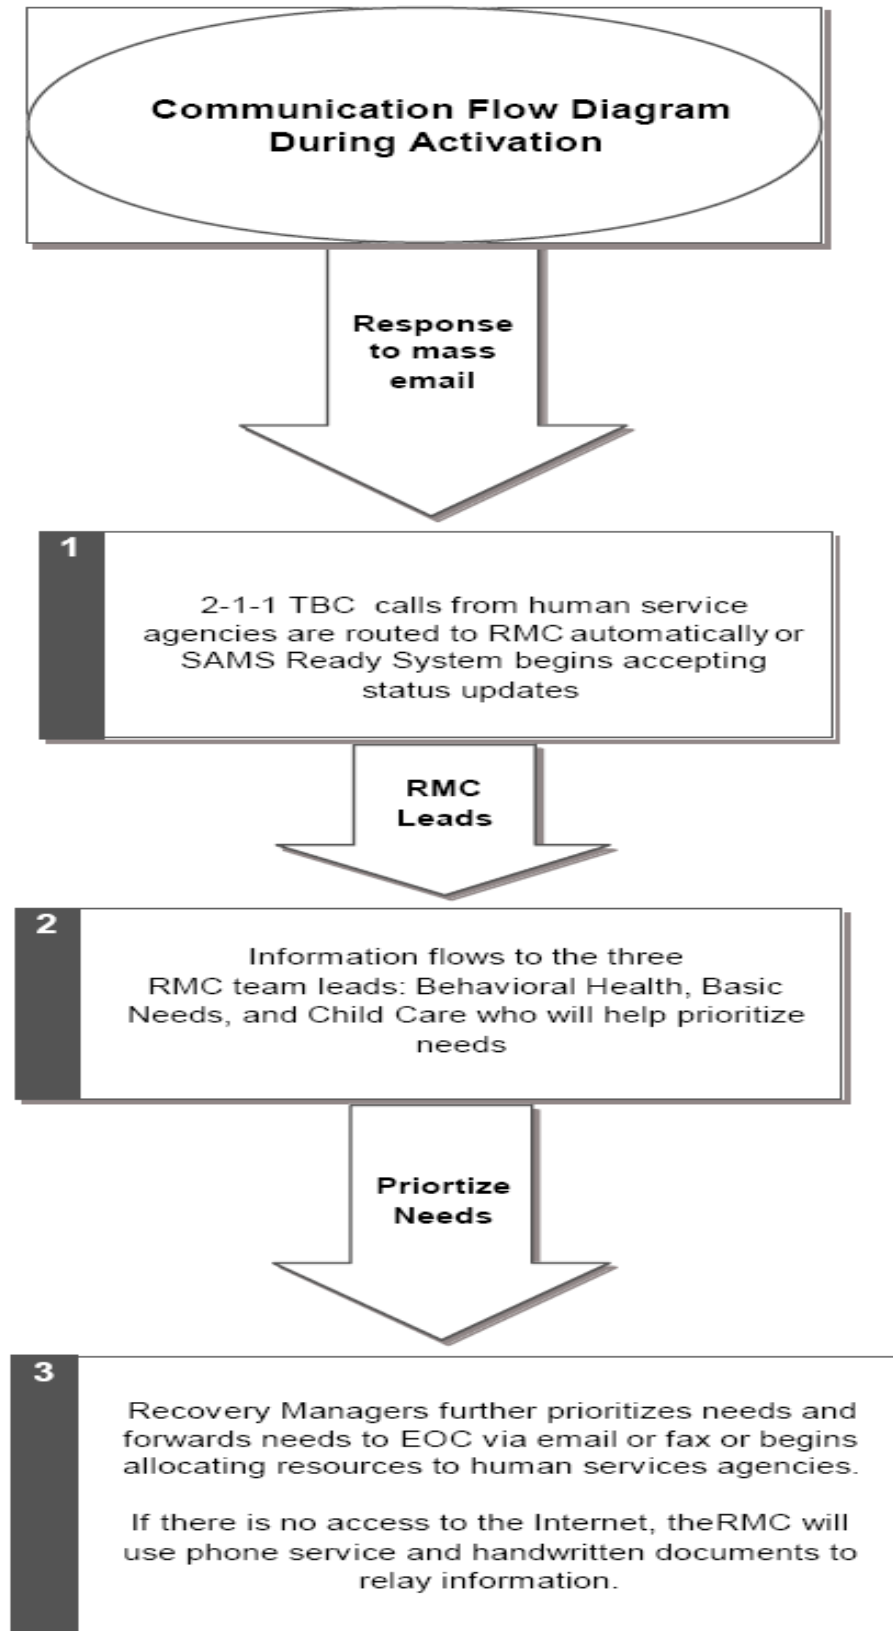 Communication Flow Diagram
During Activation
Response
to mass
email
1
2-1-1 TBC calls from human service
agencies are routed to RMC automatically or
SAMS Ready System begins accepting
status updates
RMC
Leads
2
Information flows to the three
RMC team leads: Behavioral Health, Basic
Needs, and Child Care who will help prioritize
needs
Priortize
Needs
3
Recovery Managers further prioritizes needs and
forwards needs to EOC via email or fax or begins
allocating resources to human services agencies.
If there is no access to the Internet, theRMC will
use phone service and handwritten documents to
relay information.